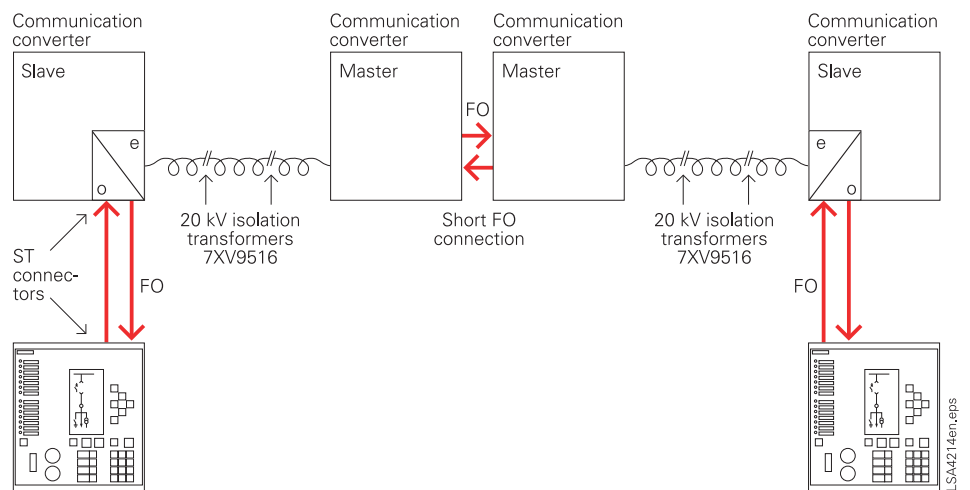 Communication
converter
Slave
e
o
Communication
converter
Master
Communication
converter
Master
Communication
converter
Slave
e
o
FO
20 kV isolation
transformers
7XV9516
Short FO
connection
20 kV isolation
transformers
7XV9516
ST
connec-
tors
FO
FO
LSA4214en.eps